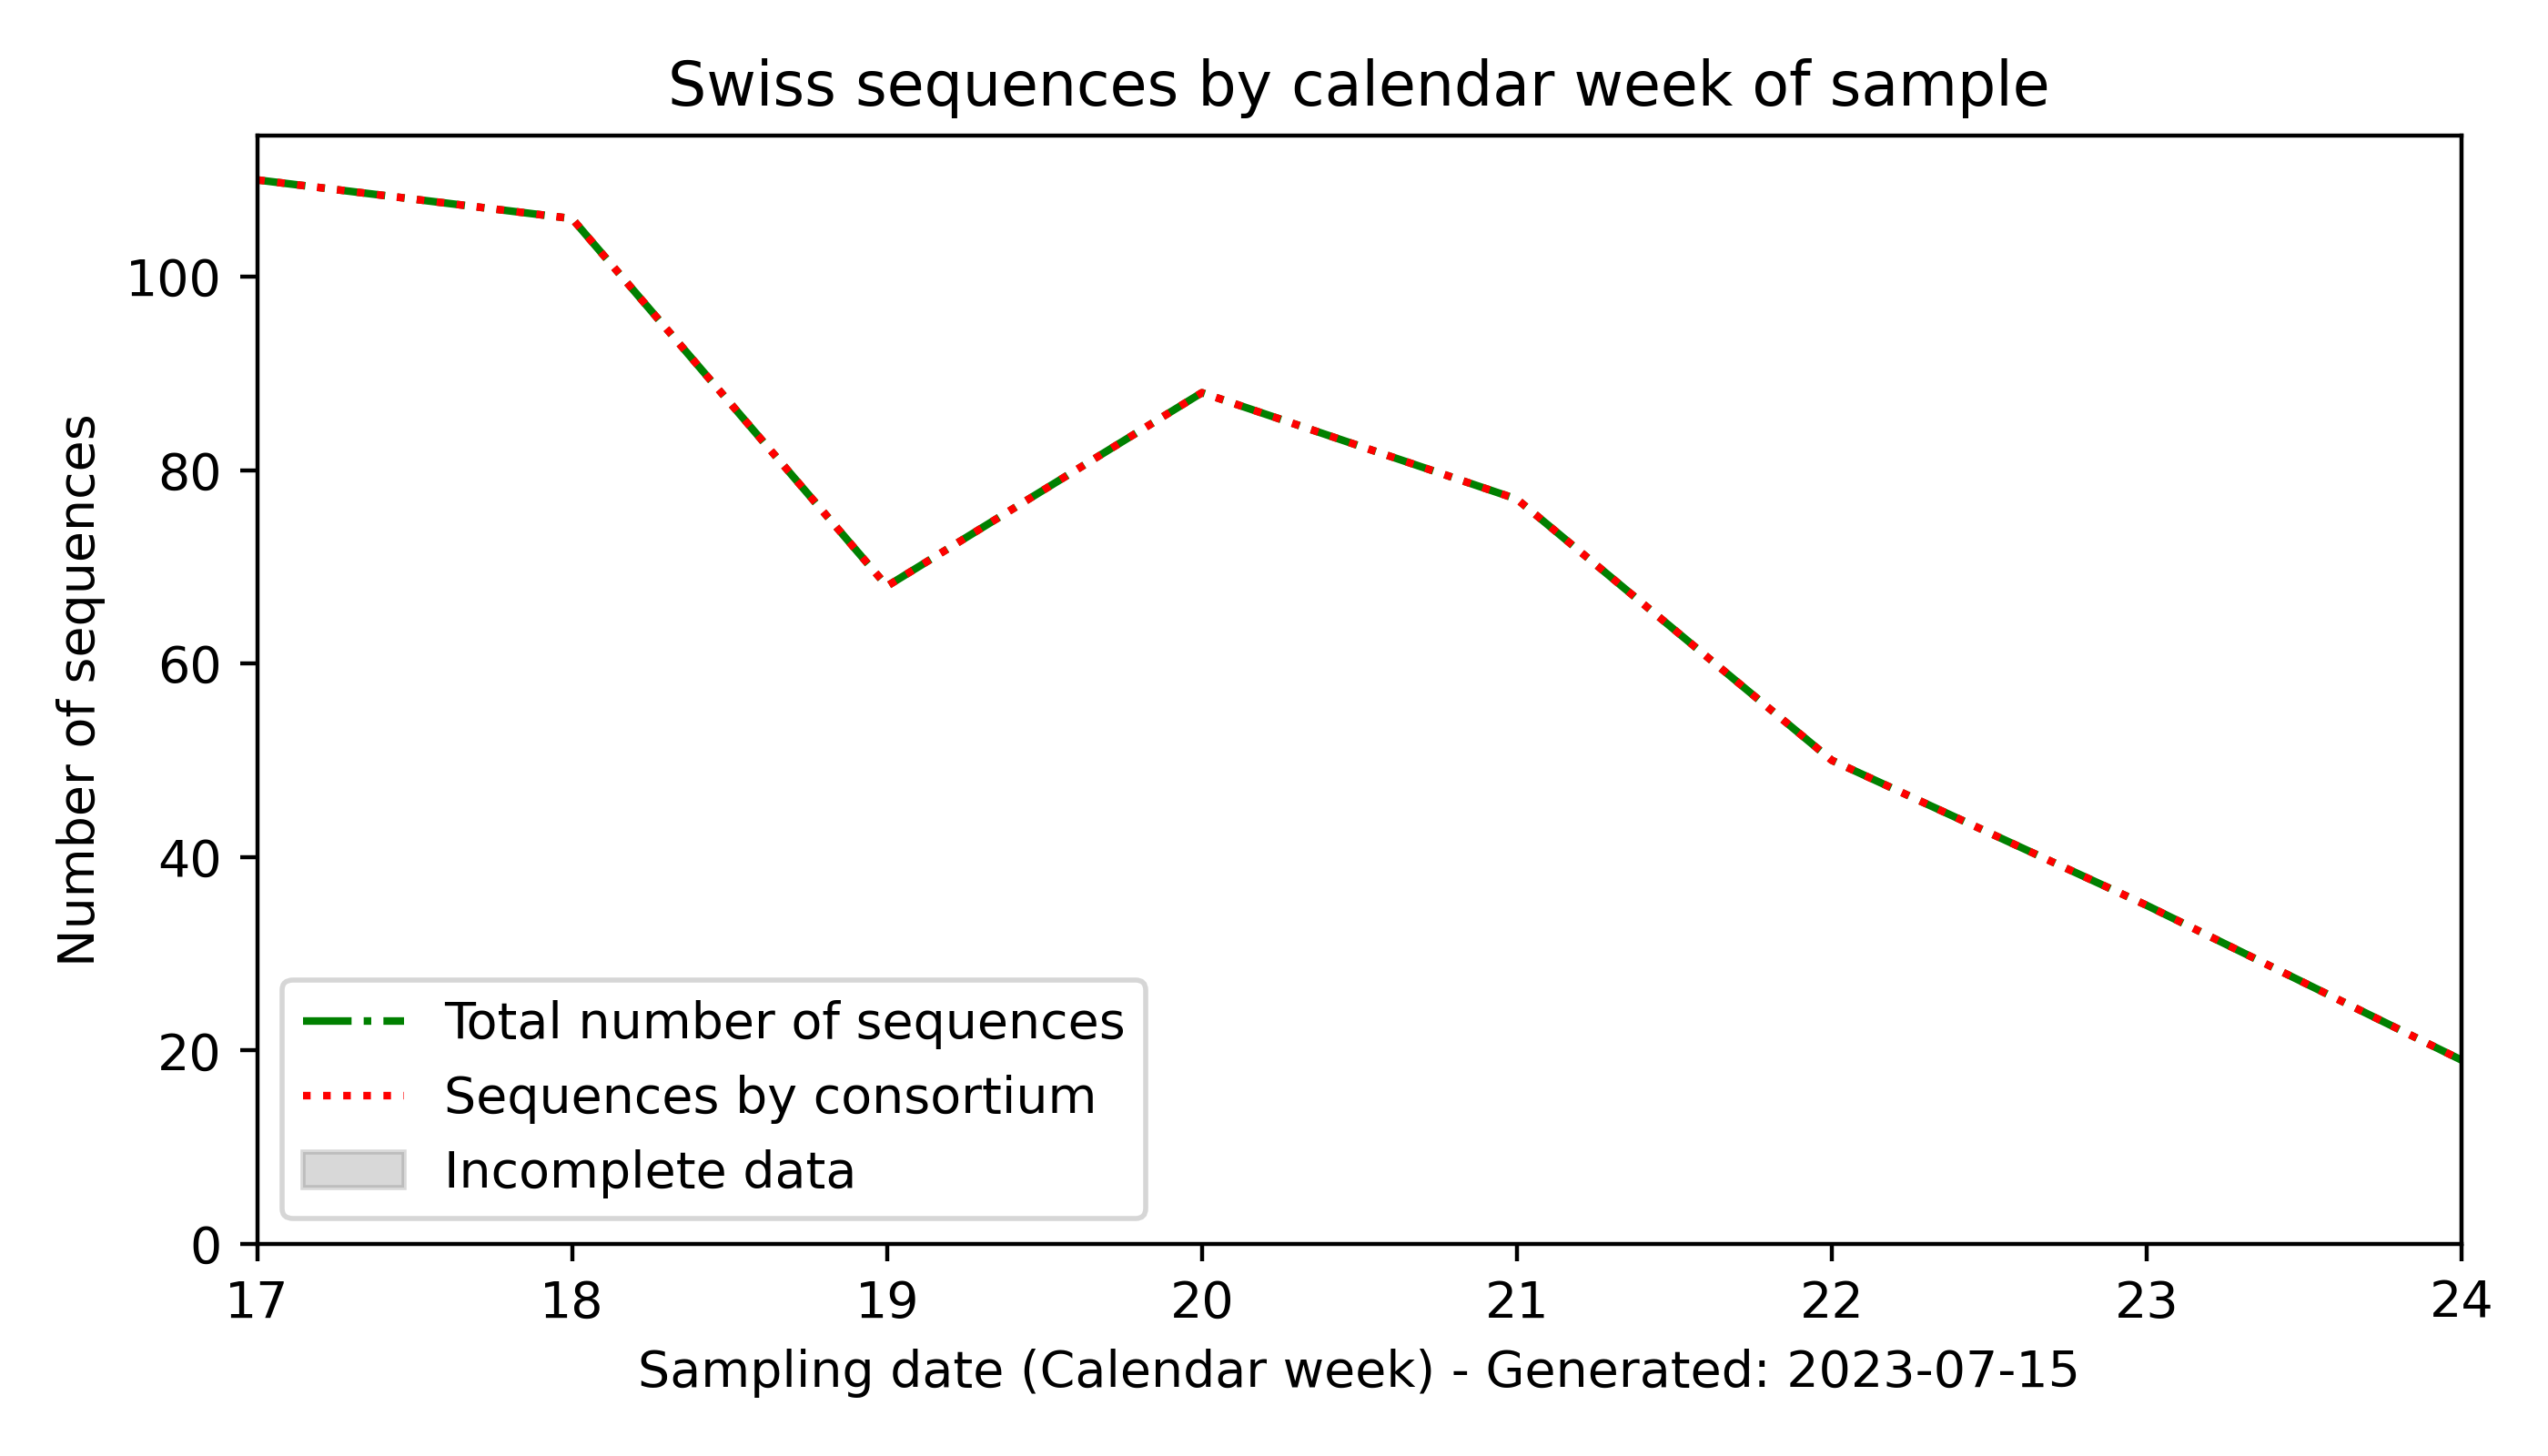 Swiss sequences by calendar week of sample
Number of sequences
100
80
60
40
20
0
Total number of sequences
Sequences by consortium
Incomplete data
17 18 19 20 21 22 23 24
Sampling date (Calendar week) - Generated: 2023-07-15